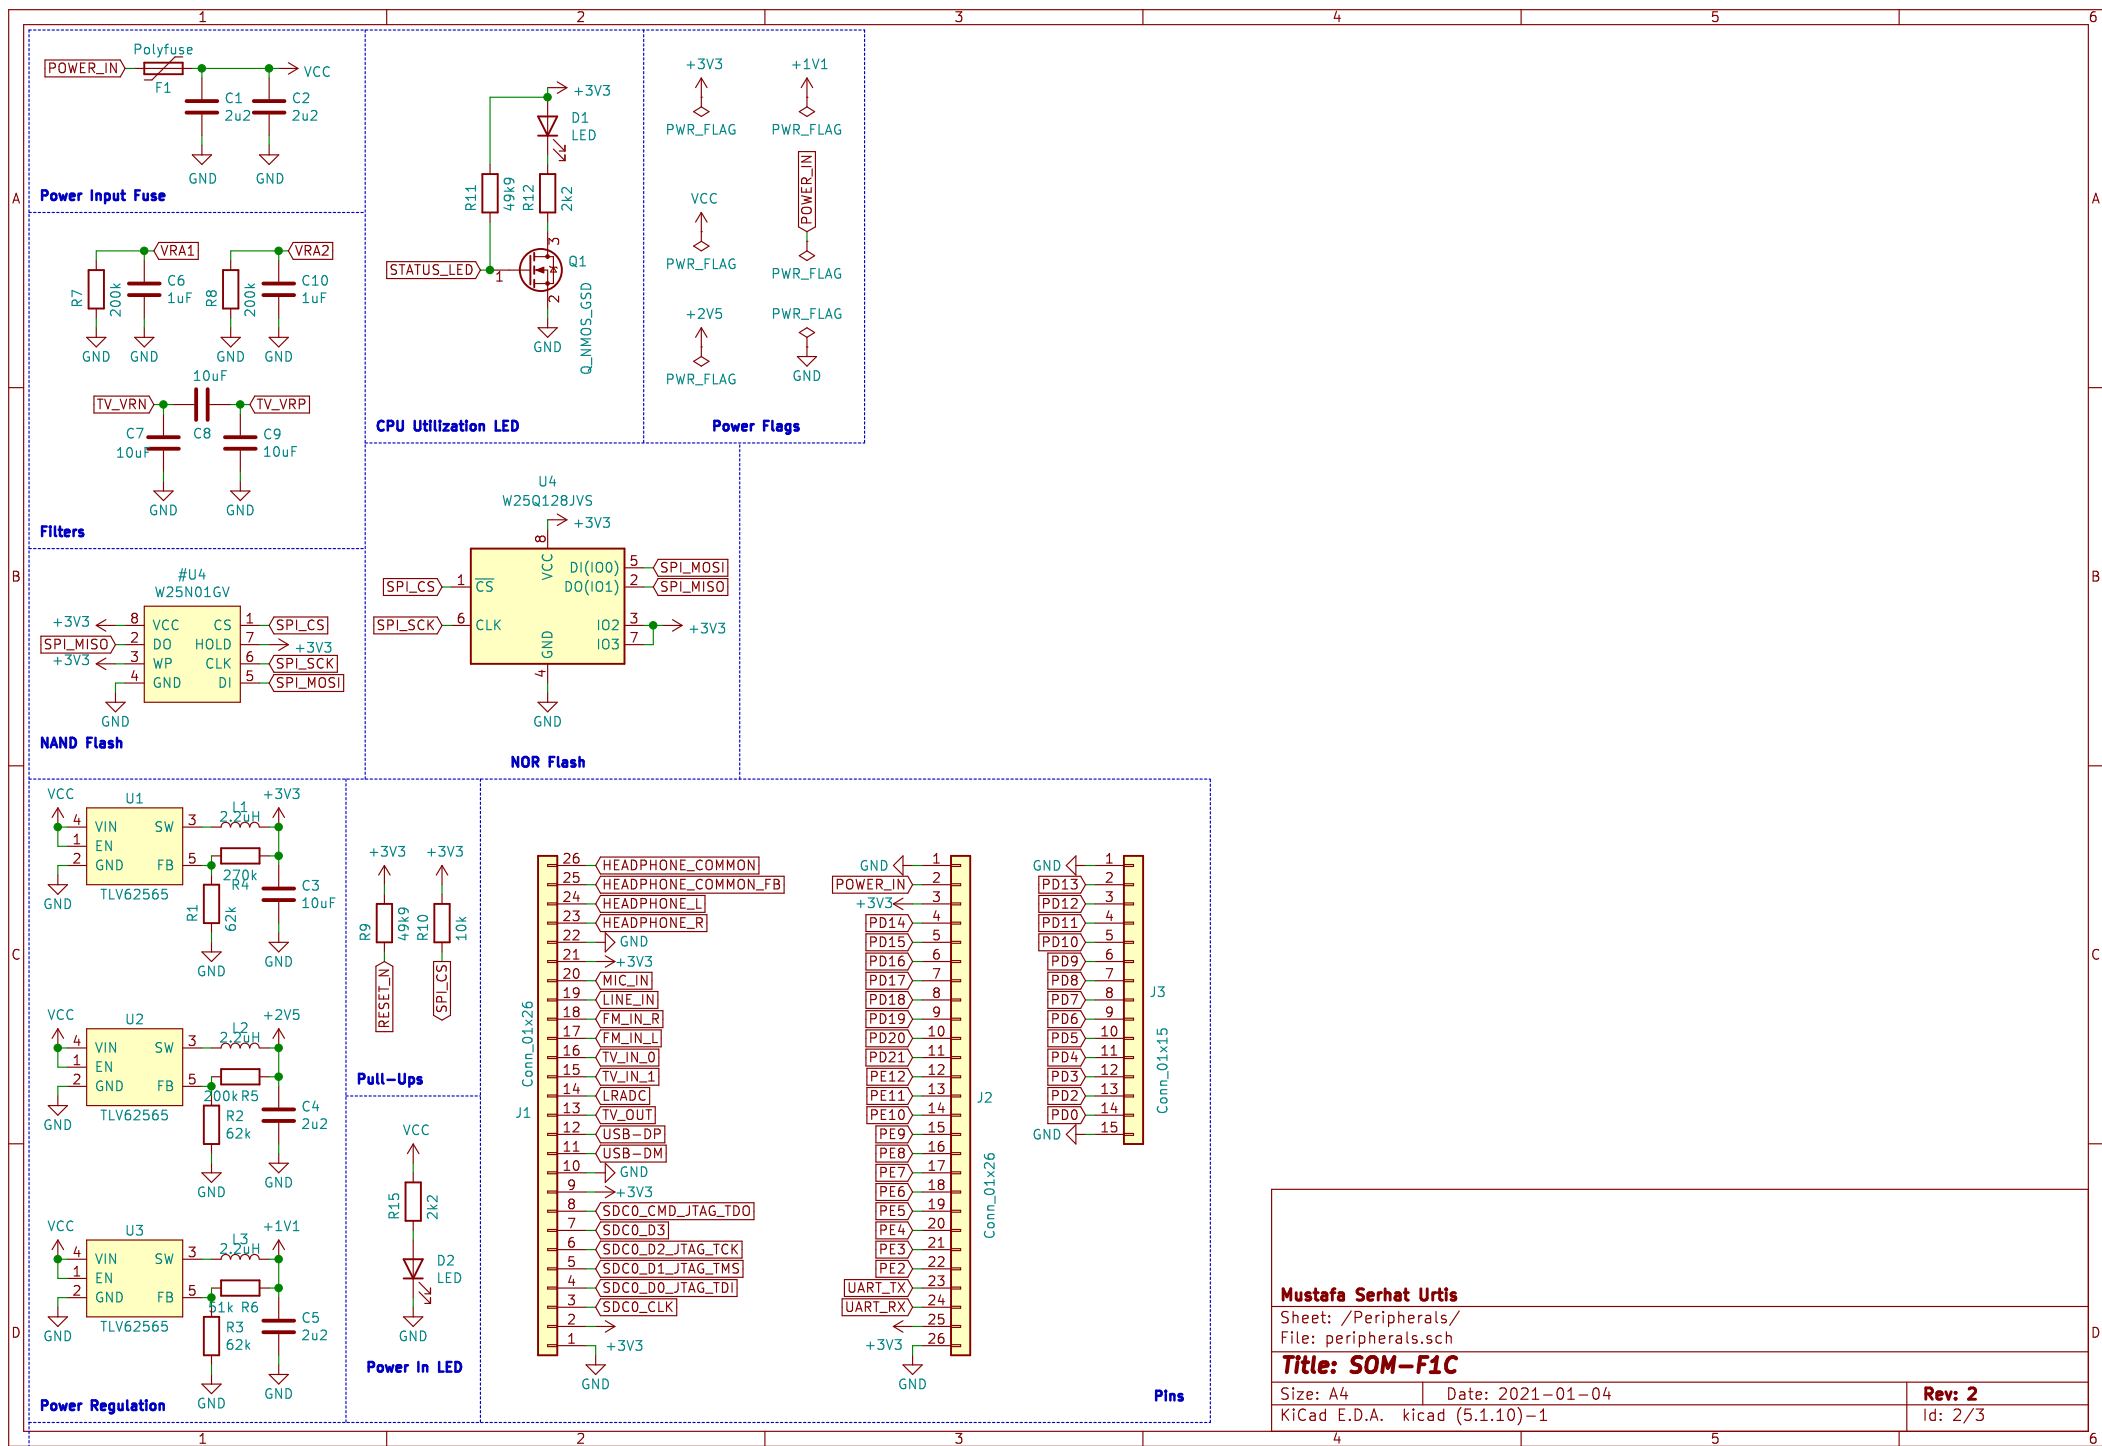 1 2 3 4 5 6
A
B
C
D
Polyfuse
POWER_IN
F1
VCC
C1
2u2
C2
2u2
GND
GND
Power Input Fuse
VRA1
VRA2
R7
200k
C6
1uF
R8
200k
C10
1uF
GND
GND
GND
GND
10uF
TV_VRN
TV_VRP
C7
10uF
C8
C9
10uF
GND
GND
Filters
#U4
W25N01GV
+3V3
8 VCC
CS 1
SPI_CS
SPI_MISO
2 DO
HOLD 7
+3V3
+3V3
3 WP
CLK 6
SPI_SCK
4 GND
DI 5
SPI_MOSI
GND
NAND Flash
+3V3
D1
LED
R11
49k9
R12
2k2
STATUS_LED
1
3
2
Q1
Q_NMOS_GSD
GND
CPU Utilization LED
+3V3
PWR_FLAG
+1V1
PWR_FLAG
POWER_IN
VCC
PWR_FLAG
PWR_FLAG
+2V5
PWR_FLAG
PWR_FLAG
GND
Power Flags
U4
W25Q128JVS
+3V3
8
VCC
SPI_CS
1 CS
DI(IO0) 5
SPI_MOSI
DO(IO1) 2
SPI_MISO
SPI_SCK
6 CLK
IO2 3
+3V3
IO3 7
GND
4
GND
NOR Flash
VCC
U1
L1
2.2uH
+3V3
4 VIN
SW 3
1 EN
2 GND
FB 5
TLV62565
270k
R4
R1
62k
C3
10uF
GND
GND
GND
VCC
U2
L2
2.2uH
+2V5
4 VIN
SW 3
1 EN
2 GND
FB 5
TLV62565
200k R5
R2
62k
C4
2u2
GND
GND
GND
VCC
U3
L3
2.2uH
+1V1
4 VIN
SW 3
1 EN
2 GND
FB 5
TLV62565
51k R6
R3
62k
C5
2u2
GND
GND
GND
Power Regulation
+3V3
+3V3
R9
49k9
R10
10k
RESET_N
SPI_CS
Pull-Ups
VCC
R15
2k2
D2
LED
GND
Power In LED
J1
Conn_01x26
26 HEADPHONE_COMMON
25 HEADPHONE_COMMON_FB
24 HEADPHONE_L
23 HEADPHONE_R
22 GND
21 +3V3
20 MIC_IN
19 LINE_IN
18 FM_IN_R
17 FM_IN_L
16 TV_IN_0
15 TV_IN_1
14 LRADC
13 TV_OUT
12 USB-DP
11 USB-DM
10 GND
9 +3V3
8 SDC0_CMD_JTAG_TDO
7 SDC0_D3
6 SDC0_D2_JTAG_TCK
5 SDC0_D1_JTAG_TMS
4 SDC0_D0_JTAG_TDI
3 SDC0_CLK
2
+3V3
1
GND
J2
Conn_01x26
GND 1
POWER_IN 2
+3V3 3
PD14 4
PD15 5
PD16 6
PD17 7
PD18 8
PD19 9
PD20 10
PD21 11
PE12 12
PE11 13
PE10 14
PE9 15
PE8 16
PE7 17
PE6 18
PE5 19
PE4 20
PE3 21
PE2 22
UART_TX 23
UART_RX 24
25
+3V3
26
GND
J3
Conn_01x15
GND 1
PD13 2
PD12 3
PD11 4
PD10 5
PD9 6
PD8 7
PD7 8
PD6 9
PD5 10
PD4 11
PD3 12
PD2 13
PD0 14
GND 15
Pins
Mustafa Serhat Urtis
Sheet: /Peripherals/
File: peripherals.sch
Title: SOM-F1C
Size: A4
Date: 2021-01-04
Rev: 2
KiCad E.D.A. kicad (5.1.10)-1
Id: 2/3
A
B
C
D
1 2 3 4 5 6